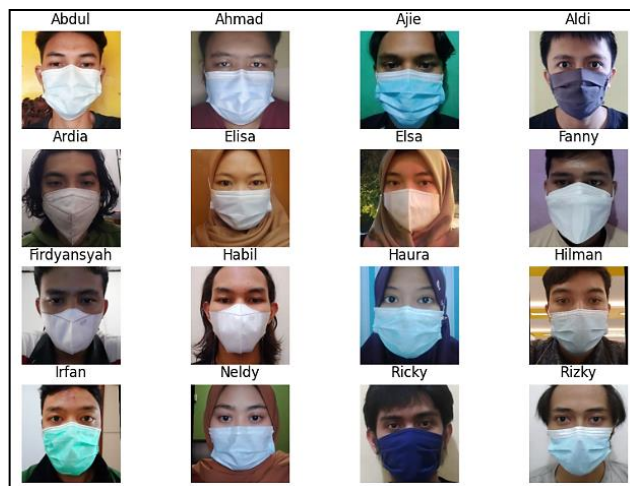 Abdul Ahmad Ajie Aldi
Ardia Elisa Elsa Fanny
Firdyansyah Habil Haura Hilman
Irfan Neldy Ricky Rizky